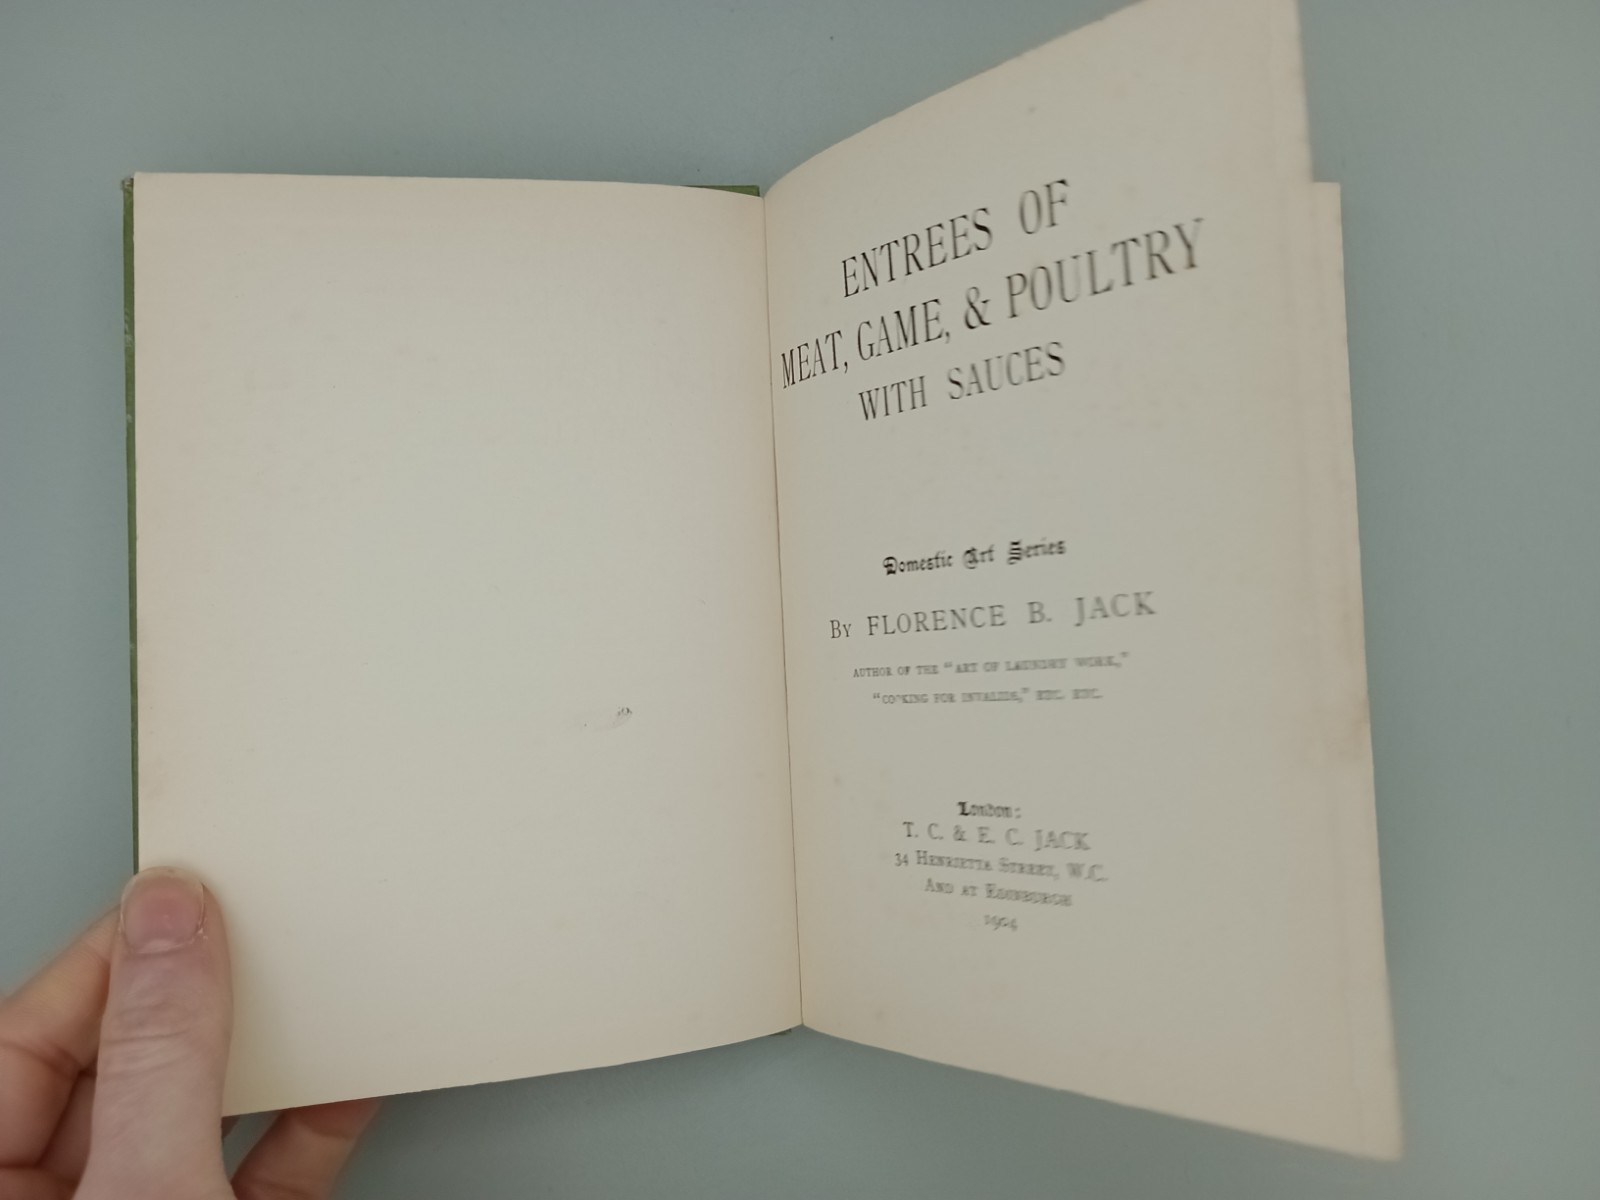 ENTREES OF
MEAT, GAME, & POULTRY
WITH SAUCES
Domestic Art Series
BY FLORENCE B. JACK
AUTHOR OF THE "ART OF LAUNDRY WORK,"
"COOKING FOR INVALIDS," ETC. ETC.
London:
T. C. & E. C. JACK
34 HENRIETTA STREET, W.C.
AND AT EDINBURGH
1904